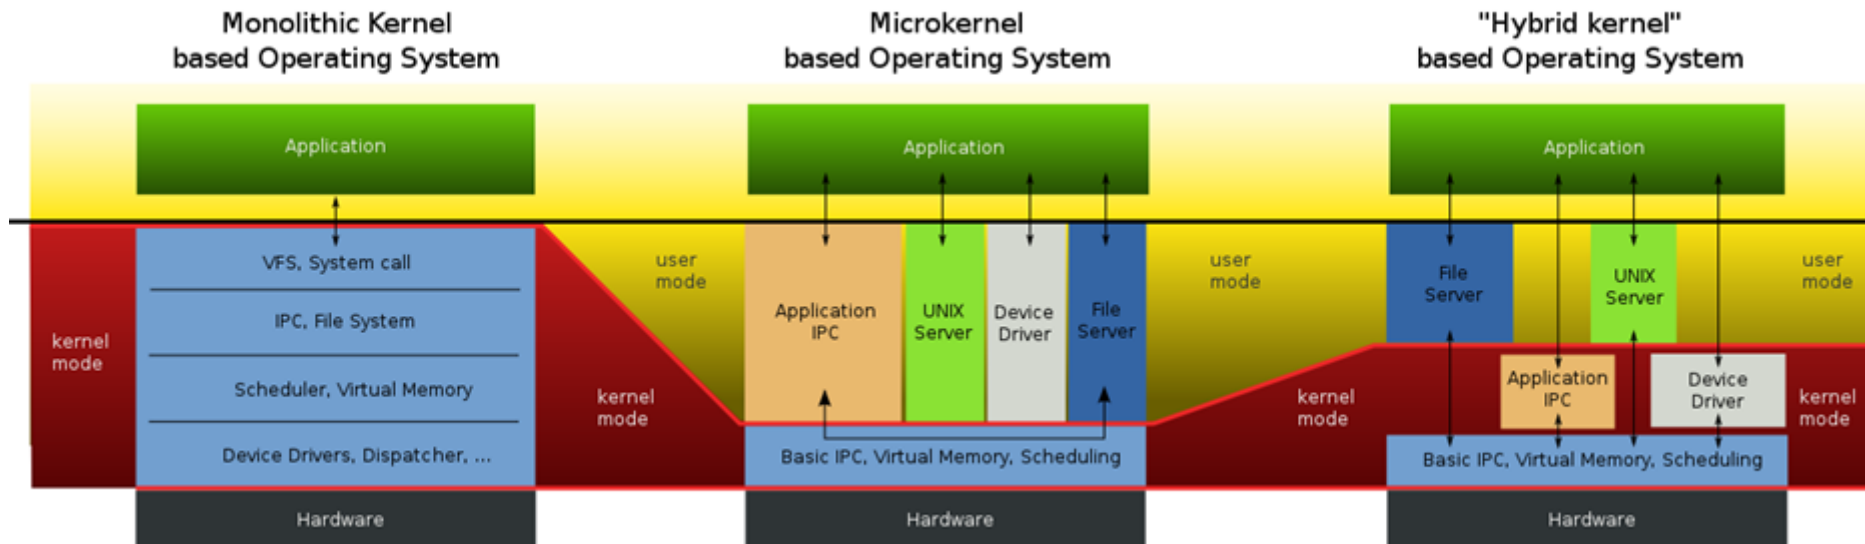 Monolithic Kernel
based Operating System
Microkernel
based Operating System
"Hybrid kernel"
based Operating System
Application
VFS, System call
IPC, File System
Scheduler, Virtual Memory
Device Drivers, Dispatcher, ...
Hardware
kernel
mode
user
mode
kernel
mode
Application
Application
IPC
UNIX
Server
Device
Driver
File
Server
Basic IPC, Virtual Memory, Scheduling
Hardware
user
mode
kernel
mode
Application
File
Server
UNIX
Server
Application
IPC
Device
Driver
Basic IPC, Virtual Memory, Scheduling
Hardware
user
mode
kernel
mode